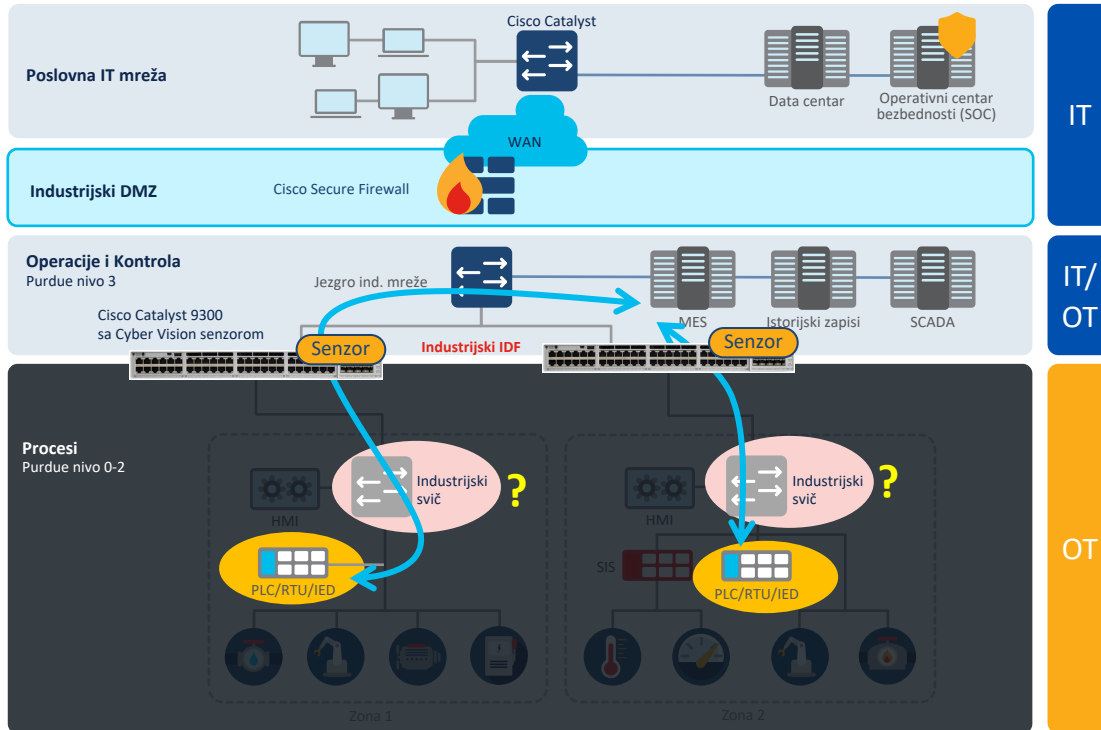 Cisco Catalyst
Poslovna IT mreža
Data centar
Operativni centar
bezbednosti (SOC)
IT
WAN
Industrijski DMZ
Cisco Secure Firewall
Operacije i Kontrola
Purdue nivo 3
Jezgro ind. mreže
IT/
OT
Cisco Catalyst 9300
sa Cyber Vision senzorom
MES
Istorijski zapisi
SCADA
Senzor
Industrijski IDF
Senzor
Procesi
Purdue nivo 0-2
Industrijski
svič
?
Industrijski
svič
?
HMI
HMI
OT
SIS
PLC/RTU/IED
PLC/RTU/IED
Zona 1
Zona 2